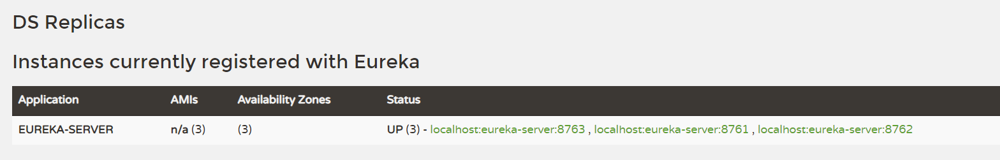 DS Replicas
Instances currently registered with Eureka
Application AMIs Availability Zones Status
EUREKA-SERVER n/a (3) (3) UP (3) - localhost:eureka-server:8763 , localhost:eureka-server:8761 , localhost:eureka-server:8762